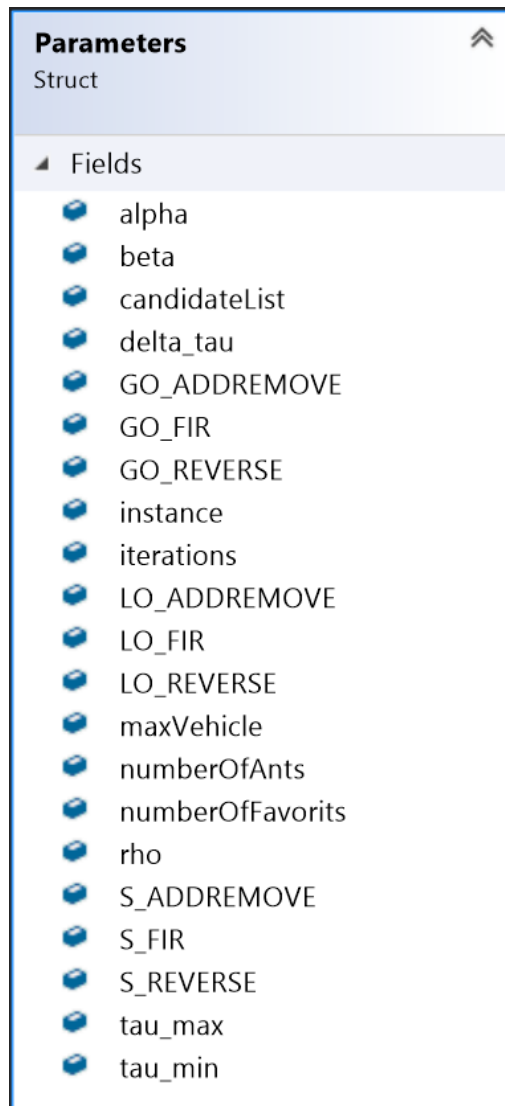 Parameters
Struct
Fields
alpha
beta
candidateList
delta_tau
GO_ADDREMOVE
GO_FIR
GO_REVERSE
instance
iterations
LO_ADDREMOVE
LO_FIR
LO_REVERSE
maxVehicle
numberOfAnts
numberOfFavorits
rho
S_ADDREMOVE
S_FIR
S_REVERSE
tau_max
tau_min